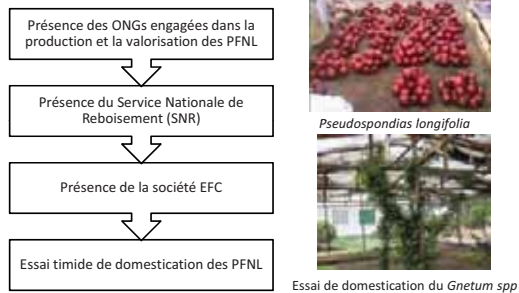 Présence des ONGs engagées dans la
production et la valorisation des PFNL
Présence du Service Nationale de
Reboisement (SNR)
Présence de la société EFC
Essai timide de domestication des PFNL
Pseudospondias longifolia
Essai de domestication du Gnetum spp